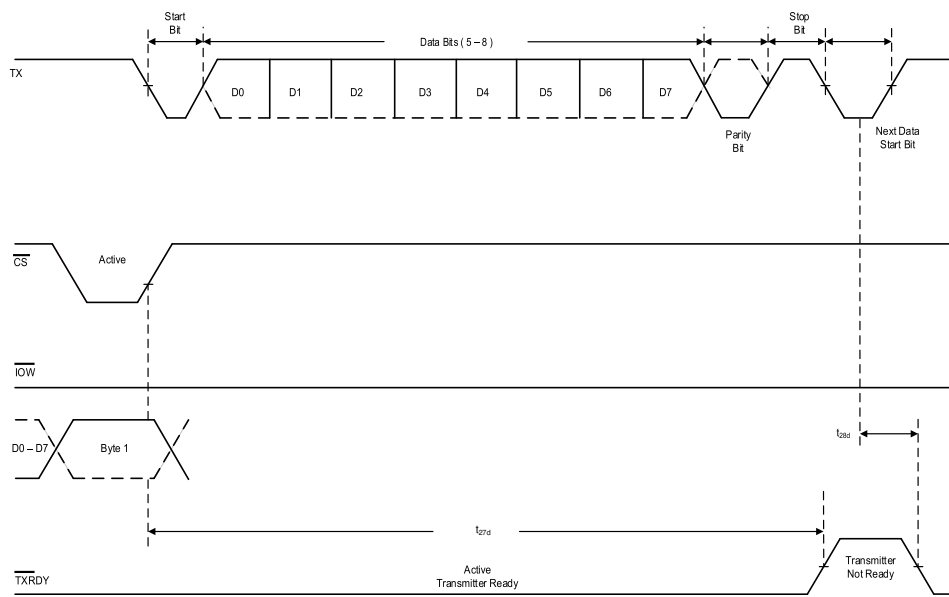 Start
Bit
Data Bits ( 5 – 8 )
Stop
Bit
TX
D0
D1
D2
D3
D4
D5
D6
D7
Parity
Bit
Next Data
Start Bit
CS
Active
IOW
D0 – D7
Byte 1
t28d
t27d
TXRDY
Active
Transmitter Ready
Transmitter
Not Ready